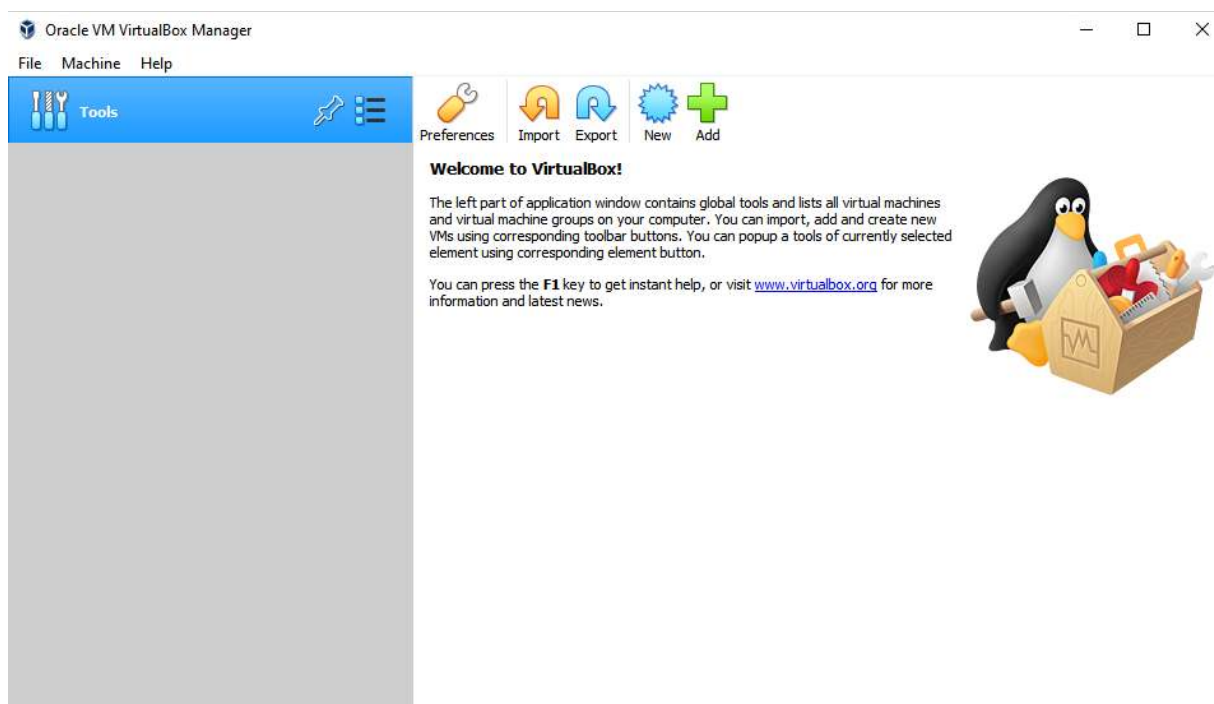 Oracle VM VirtualBox Manager
File Machine Help
Tools
Preferences Import Export New Add
Welcome to VirtualBox!
The left part of application window contains global tools and lists all virtual machines
and virtual machine groups on your computer. You can import, add and create new
VMs using corresponding toolbar buttons. You can popup a tools of currently selected
element using corresponding element button.
You can press the F1 key to get instant help, or visit www.virtualbox.org for more
information and latest news.